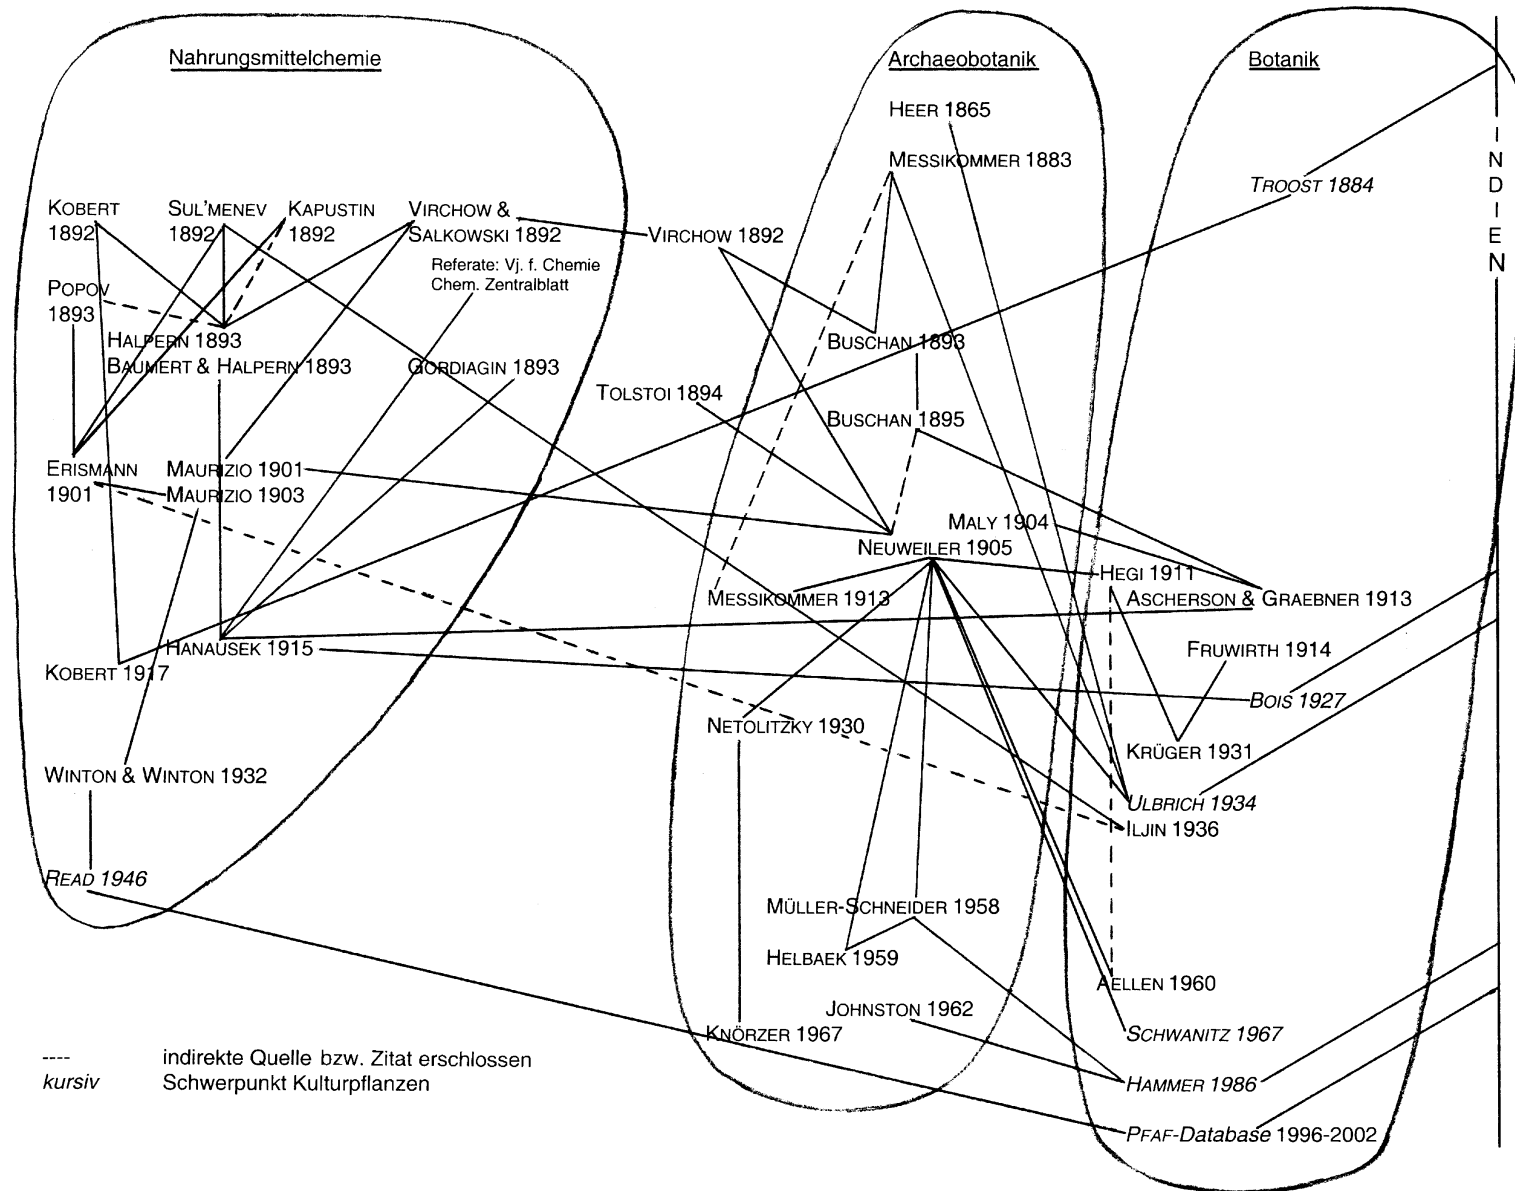 Nahrungsmittelchemie
Archaeobotanik
Botanik
HEER 1865
MESSIKOMMER 1883
TROOST 1884
INDIEN
KOBERT
1892
SUL'MENEV
1892
KAPUSTIN
1892
VIRCHOW &
SALKOWSKI 1892
VIRCHOW 1892
Referate: Vj. f. Chemie
Chem. Zentralblatt
POPOV
1893
HALPERN 1893
BAUMERT & HALPERN 1893
GORDIAGIN 1893
BUSCHAN 1893
TOLSTOI 1894
BUSCHAN 1895
ERISMANN
1901
MAURIZIO 1901
MAURIZIO 1903
MALY 1904
NEUWEILER 1905
HEGI 1911
MESSIKOMMER 1913
ASCHERSON & GRAEBNER 1913
HANAUSEK 1915
FRUWIRTH 1914
KOBERT 1917
BOIS 1927
NETOLITZKY 1930
KRÜGER 1931
WINTON & WINTON 1932
ULBRICH 1934
ILJIN 1936
READ 1946
MÜLLER-SCHNEIDER 1958
HELBAEK 1959
AELLEN 1960
JOHNSTON 1962
KNÖRZER 1967
SCHWANITZ 1967
HAMMER 1986
PFAF-Database 1996-2002
---- indirekte Quelle bzw. Zitat erschlossen
kursiv Schwerpunkt Kulturpflanzen